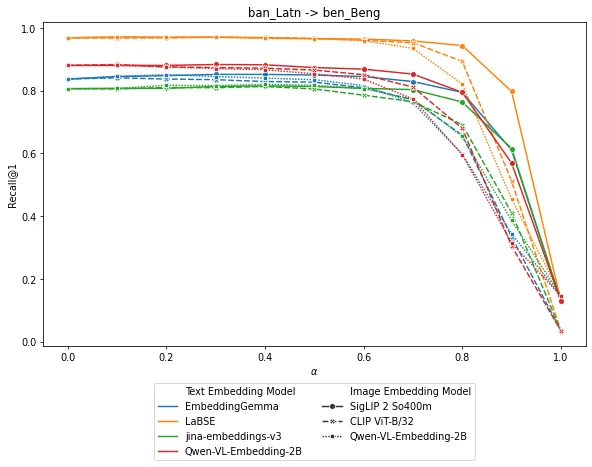 ban_Latn -> ben_Beng
Recall@1
1.0
0.8
0.6
0.4
0.2
0.0
0.0 0.2 0.4 0.6 0.8 1.0
α
Text Embedding Model
EmbeddingGemma
LaBSE
jina-embeddings-v3
Qwen-VL-Embedding-2B
Image Embedding Model
SigLIP 2 So400m
CLIP ViT-B/32
Qwen-VL-Embedding-2B